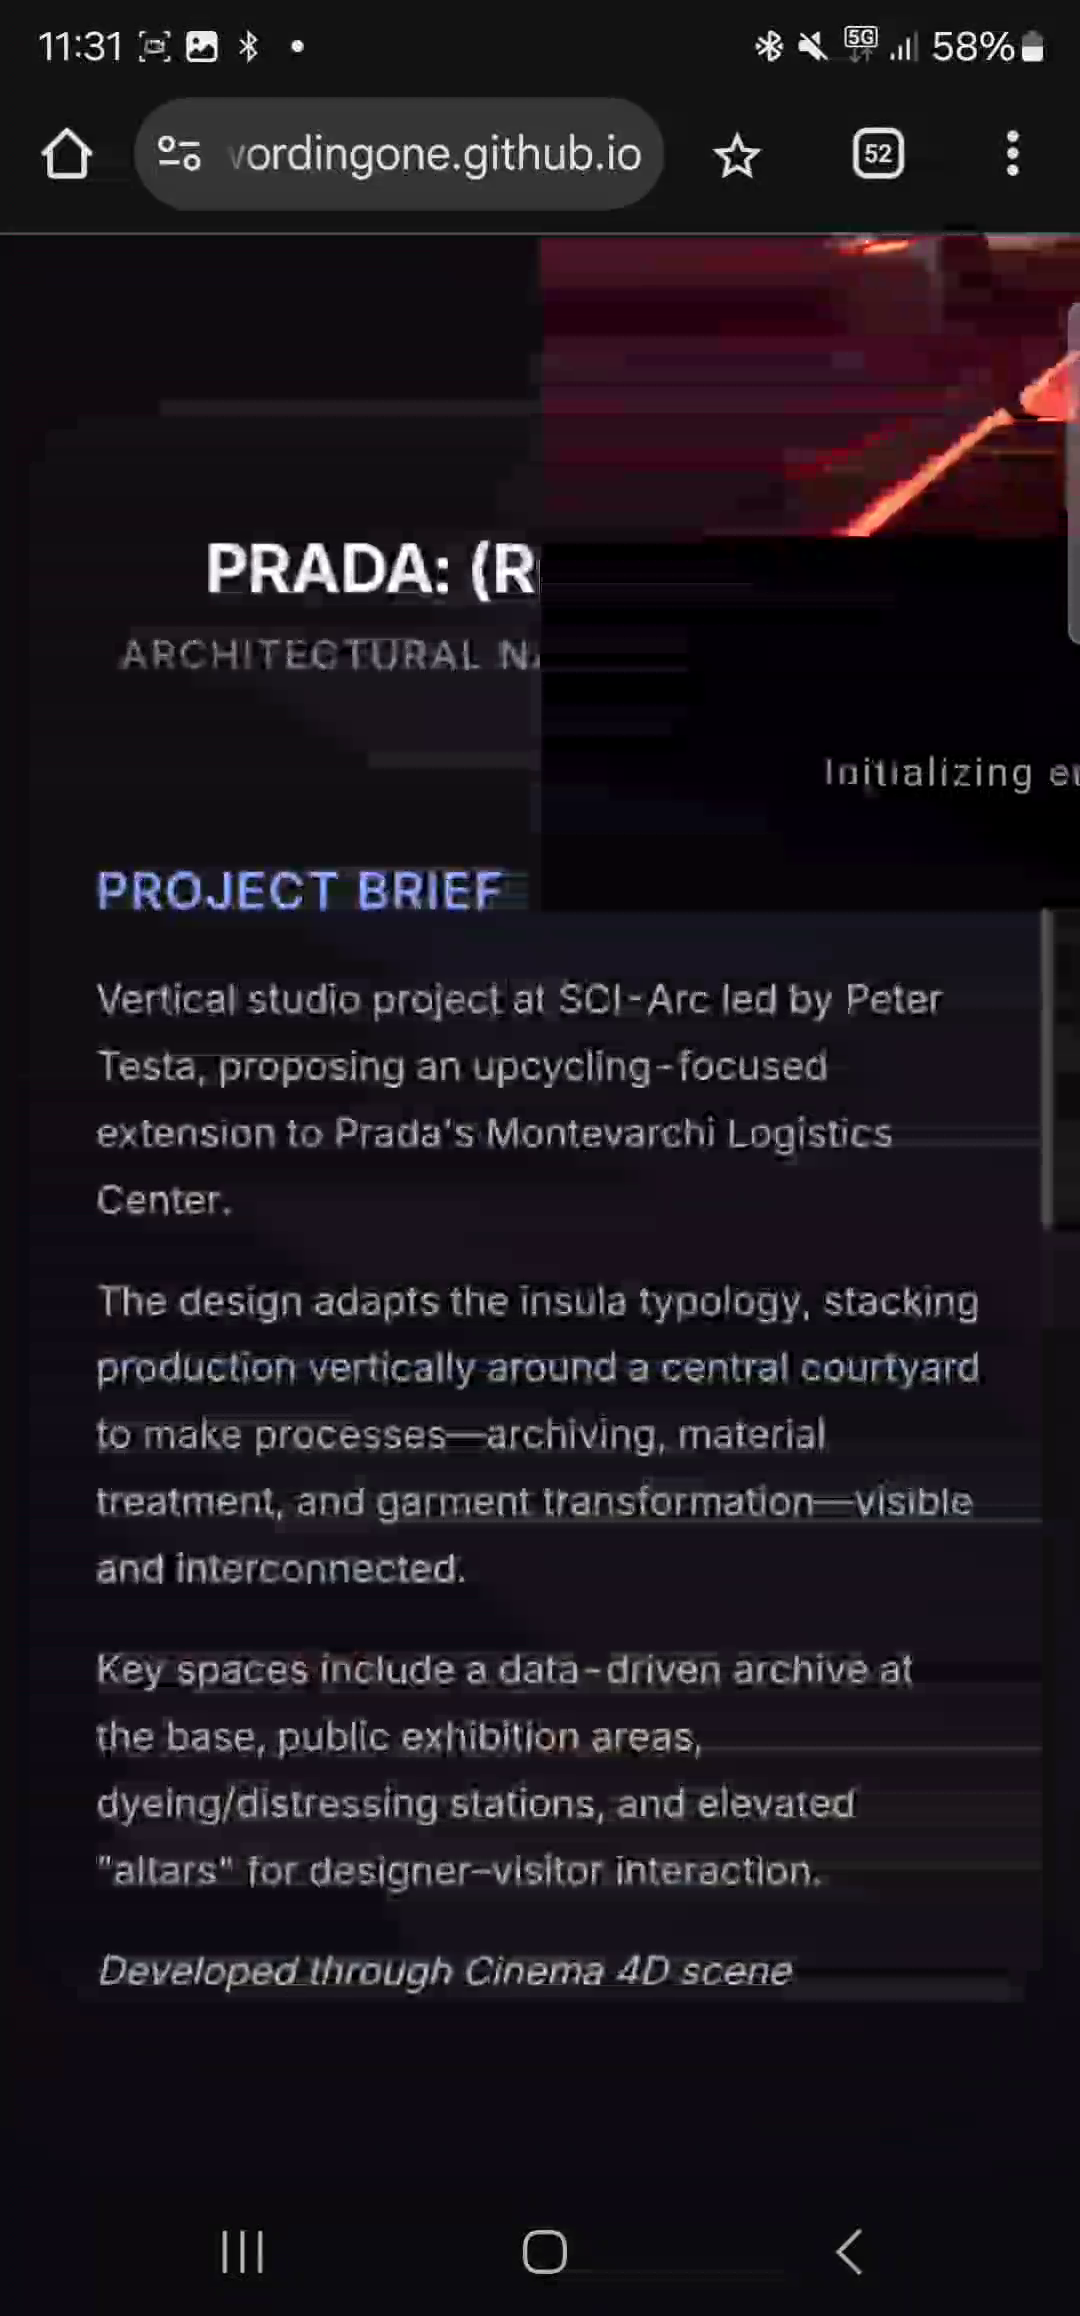 11:31
5G
58%
ordingone.github.io
52
PRADA: (R
ARCHITECTURAL
Initializing
PROJECT BRIEF
Vertical studio project at SCI-Arc led by Peter
Testa, proposing an upcycling-focused
extension to Prada's Montevarchi Logistics
Center.
The design adapts the insula typology, stacking
production vertically around a central courtyard
to make processes—archiving, material
treatment, and garment transformation—visible
and interconnected.
Key spaces include a data-driven archive at
the base, public exhibition areas,
dyeing/distressing stations, and elevated
"altars" for designer–visitor interaction.
Developed through Cinema 4D scene